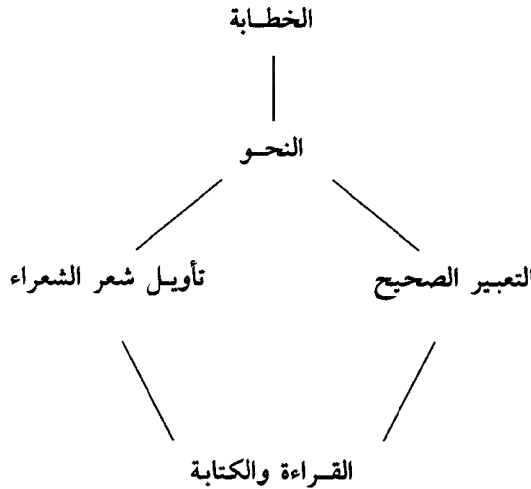 الخطابة
النحو
التعبير الصحيح تأويل شعر الشعراء
القراءة والكتابة